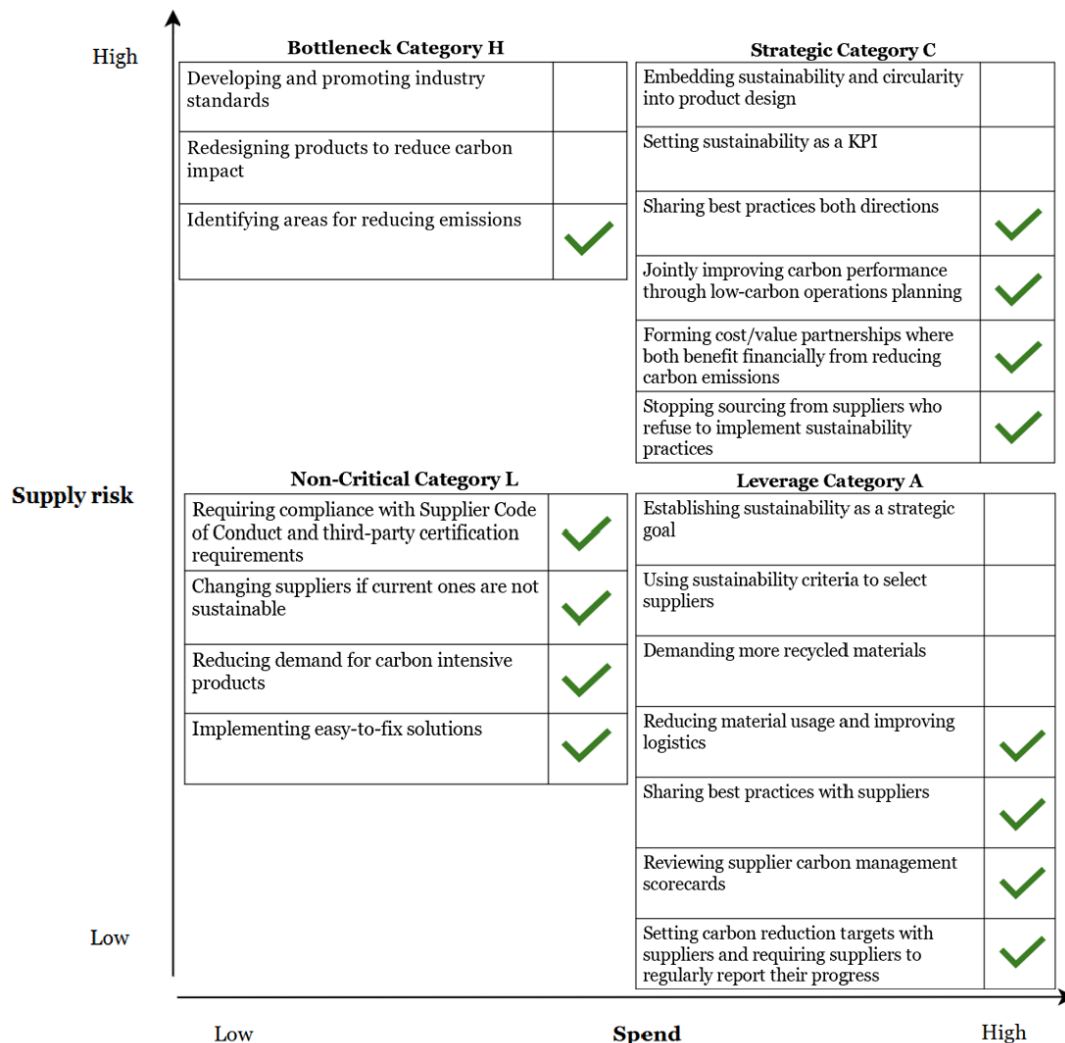 High
Bottleneck Category H
Developing and promoting industry
standards
Redesigning products to reduce carbon
impact
Identifying areas for reducing emissions
Strategic Category C
Embedding sustainability and circularity
into product design
Setting sustainability as a KPI
Sharing best practices both directions
Jointly improving carbon performance
through low-carbon operations planning
Forming cost/value partnerships where
both benefit financially from reducing
carbon emissions
Stopping sourcing from suppliers who
refuse to implement sustainability
practices
Supply risk
Non-Critical Category L
Requiring compliance with Supplier Code
of Conduct and third-party certification
requirements
Changing suppliers if current ones are not
sustainable
Reducing demand for carbon intensive
products
Implementing easy-to-fix solutions
Leverage Category A
Establishing sustainability as a strategic
goal
Using sustainability criteria to select
suppliers
Demanding more recycled materials
Reducing material usage and improving
logistics
Sharing best practices with suppliers
Reviewing supplier carbon management
scorecards
Setting carbon reduction targets with
suppliers and requiring suppliers to
regularly report their progress
Low
Low
Spend
High